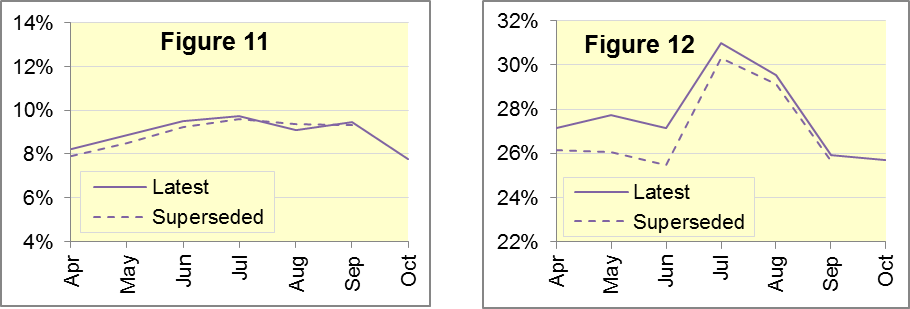 Figure 11
14%
12%
10%
8%
6%
4%
Latest
Superseded
Apr
May
Jun
Jul
Aug
Sep
Oct
Figure 12
32%
30%
28%
26%
24%
22%
Latest
Superseded
Apr
May
Jun
Jul
Aug
Sep
Oct